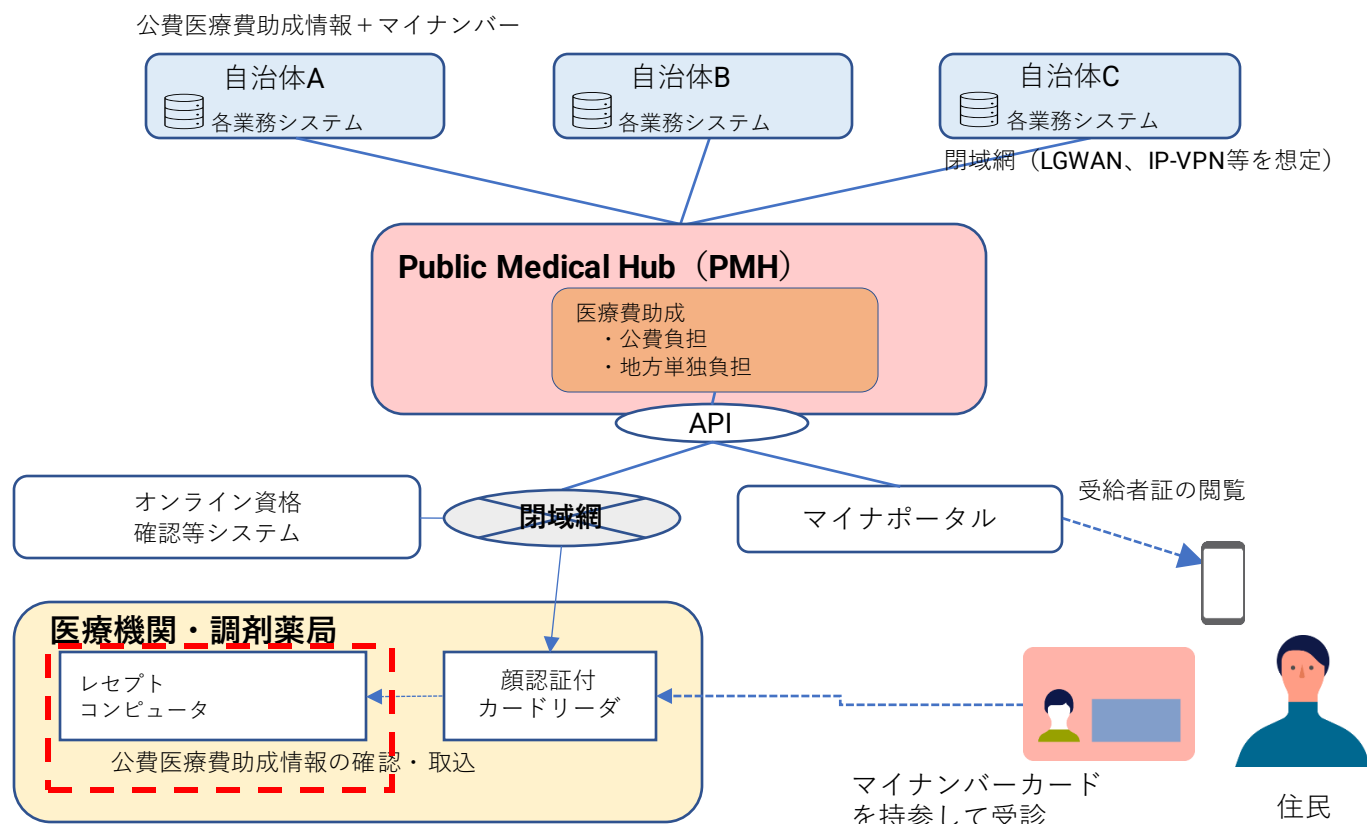 公費医療費助成情報＋マイナンバー
自治体A
各業務システム
自治体B
各業務システム
自治体C
各業務システム
閉域網（LGWAN、IP-VPN等を想定）
Public Medical Hub（PMH）
医療費助成
・公費負担
・地方単独負担
API
オンライン資格
確認等システム
閉域網
マイナポータル
受給者証の閲覧
医療機関・調剤薬局
レセプト
コンピュータ
顔認証付
カードリーダ
公費医療費助成情報の確認・取込
マイナンバーカード
を持参して受診
住民